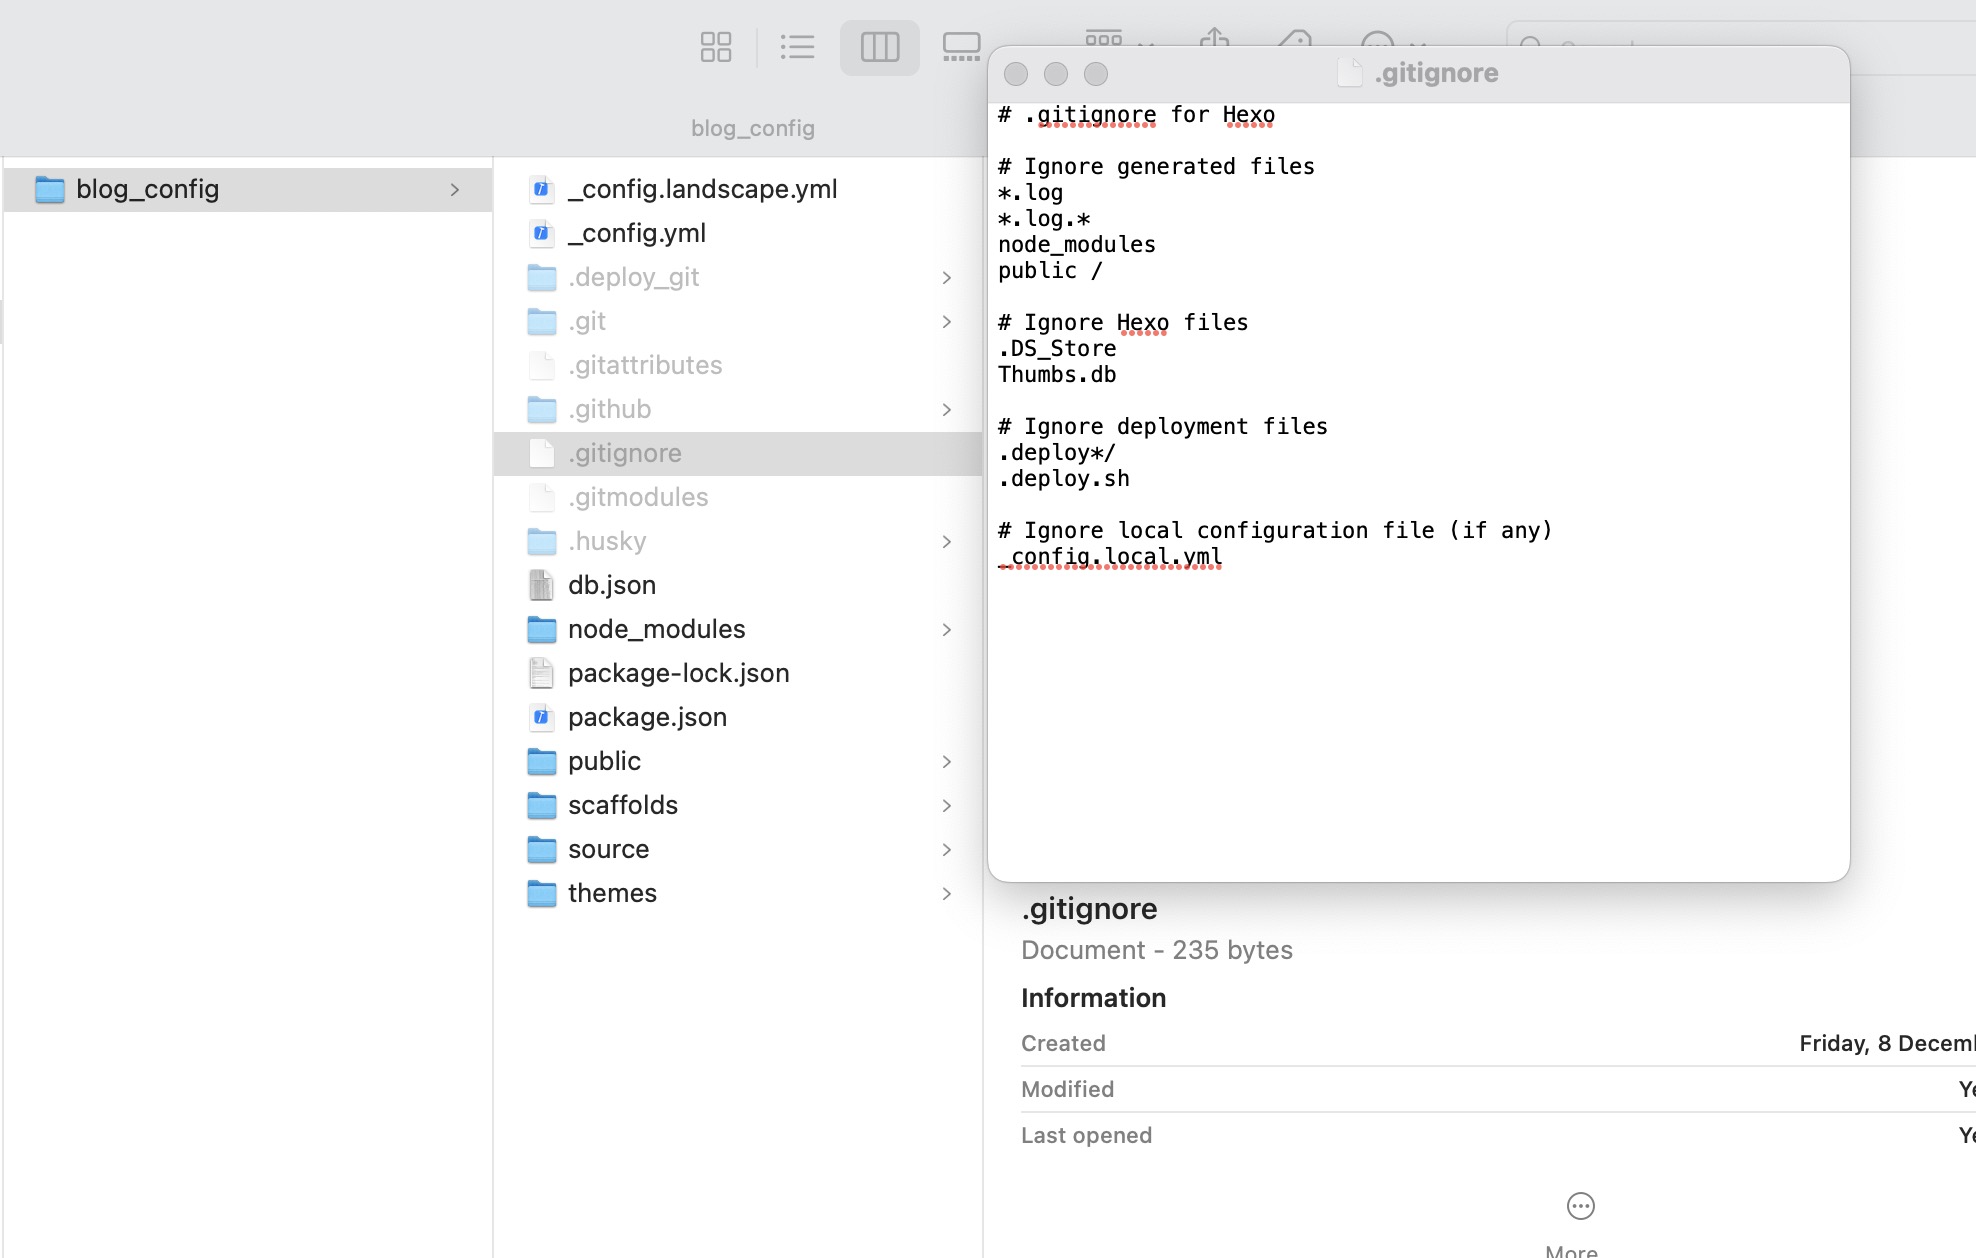 blog_config
blog_config
_config.landscape.yml
_config.yml
.deploy_git
.git
.gitattributes
.github
.gitignore
.gitmodules
.husky
db.json
node_modules
package-lock.json
package.json
public
scaffolds
source
themes
.gitignore
# .gitignore for Hexo
# Ignore generated files
*.log
*.log.*
node_modules
public /
# Ignore Hexo files
.DS_Store
Thumbs.db
# Ignore deployment files
.deploy*/
.deploy.sh
# Ignore local configuration file (if any)
_config.local.yml
.gitignore
Document - 235 bytes
Information
Created Friday, 8 Decem
Modified Ye
Last opened Ye
More